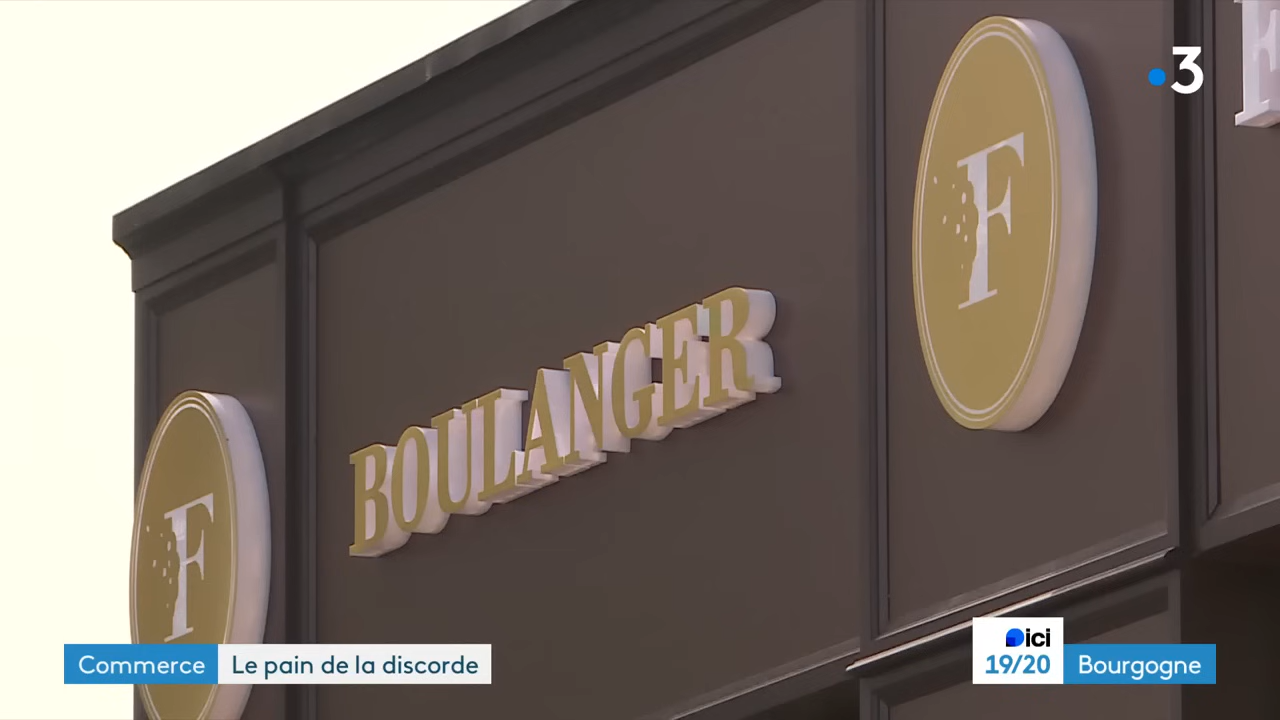 3
F
F
BOULANGER
F
Commerce
Le pain de la discorde
ici
19/20
Bourgogne